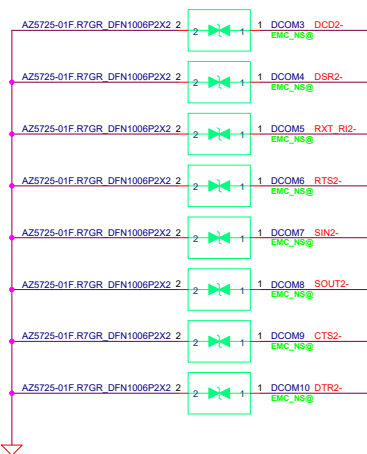 AZ5725-01F.R7GR_DFN1006P2X2 2 2 1 1 DCOM3 DCD2-
EMC_NS@
AZ5725-01F.R7GR_DFN1006P2X2 2 2 1 1 DCOM4 DSR2-
EMC_NS@
AZ5725-01F.R7GR_DFN1006P2X2 2 2 1 1 DCOM5 RXT_RI2-
EMC_NS@
AZ5725-01F.R7GR_DFN1006P2X2 2 2 1 1 DCOM6 RTS2-
EMC_NS@
AZ5725-01F.R7GR_DFN1006P2X2 2 2 1 1 DCOM7 SIN2-
EMC_NS@
AZ5725-01F.R7GR_DFN1006P2X2 2 2 1 1 DCOM8 SOUT2-
EMC_NS@
AZ5725-01F.R7GR_DFN1006P2X2 2 2 1 1 DCOM9 CTS2-
EMC_NS@
AZ5725-01F.R7GR_DFN1006P2X2 2 2 1 1 DCOM10 DTR2-
EMC_NS@